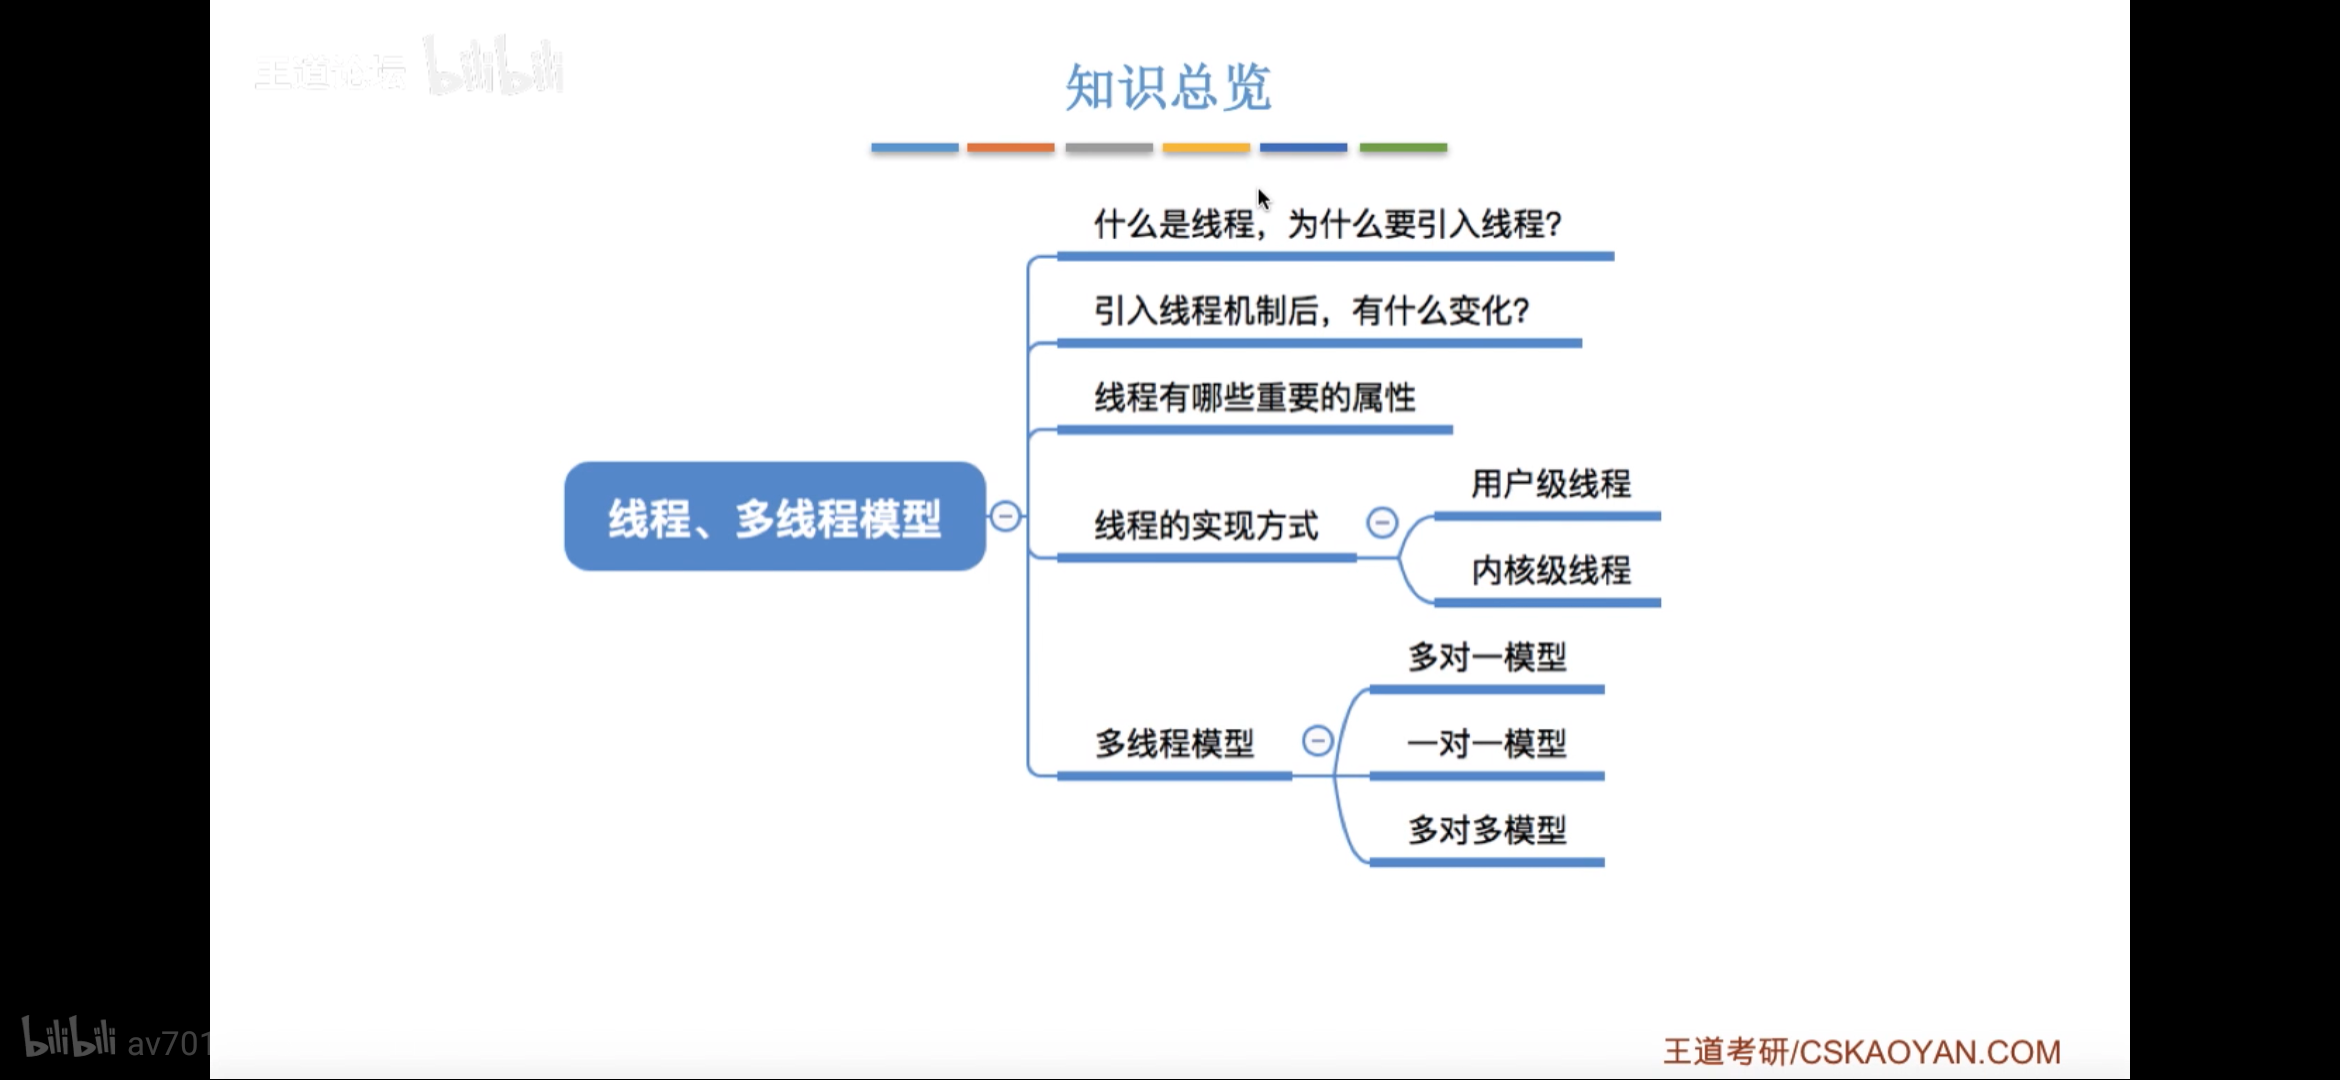 王道论坛 bilibili
知识总览
什么是线程，为什么要引入线程？
引入线程机制后，有什么变化？
线程有哪些重要的属性
线程、多线程模型
线程的实现方式
用户级线程
内核级线程
多线程模型
多对一模型
一对一模型
多对多模型
bilibili av701
王道考研/CSKAOYAN.COM